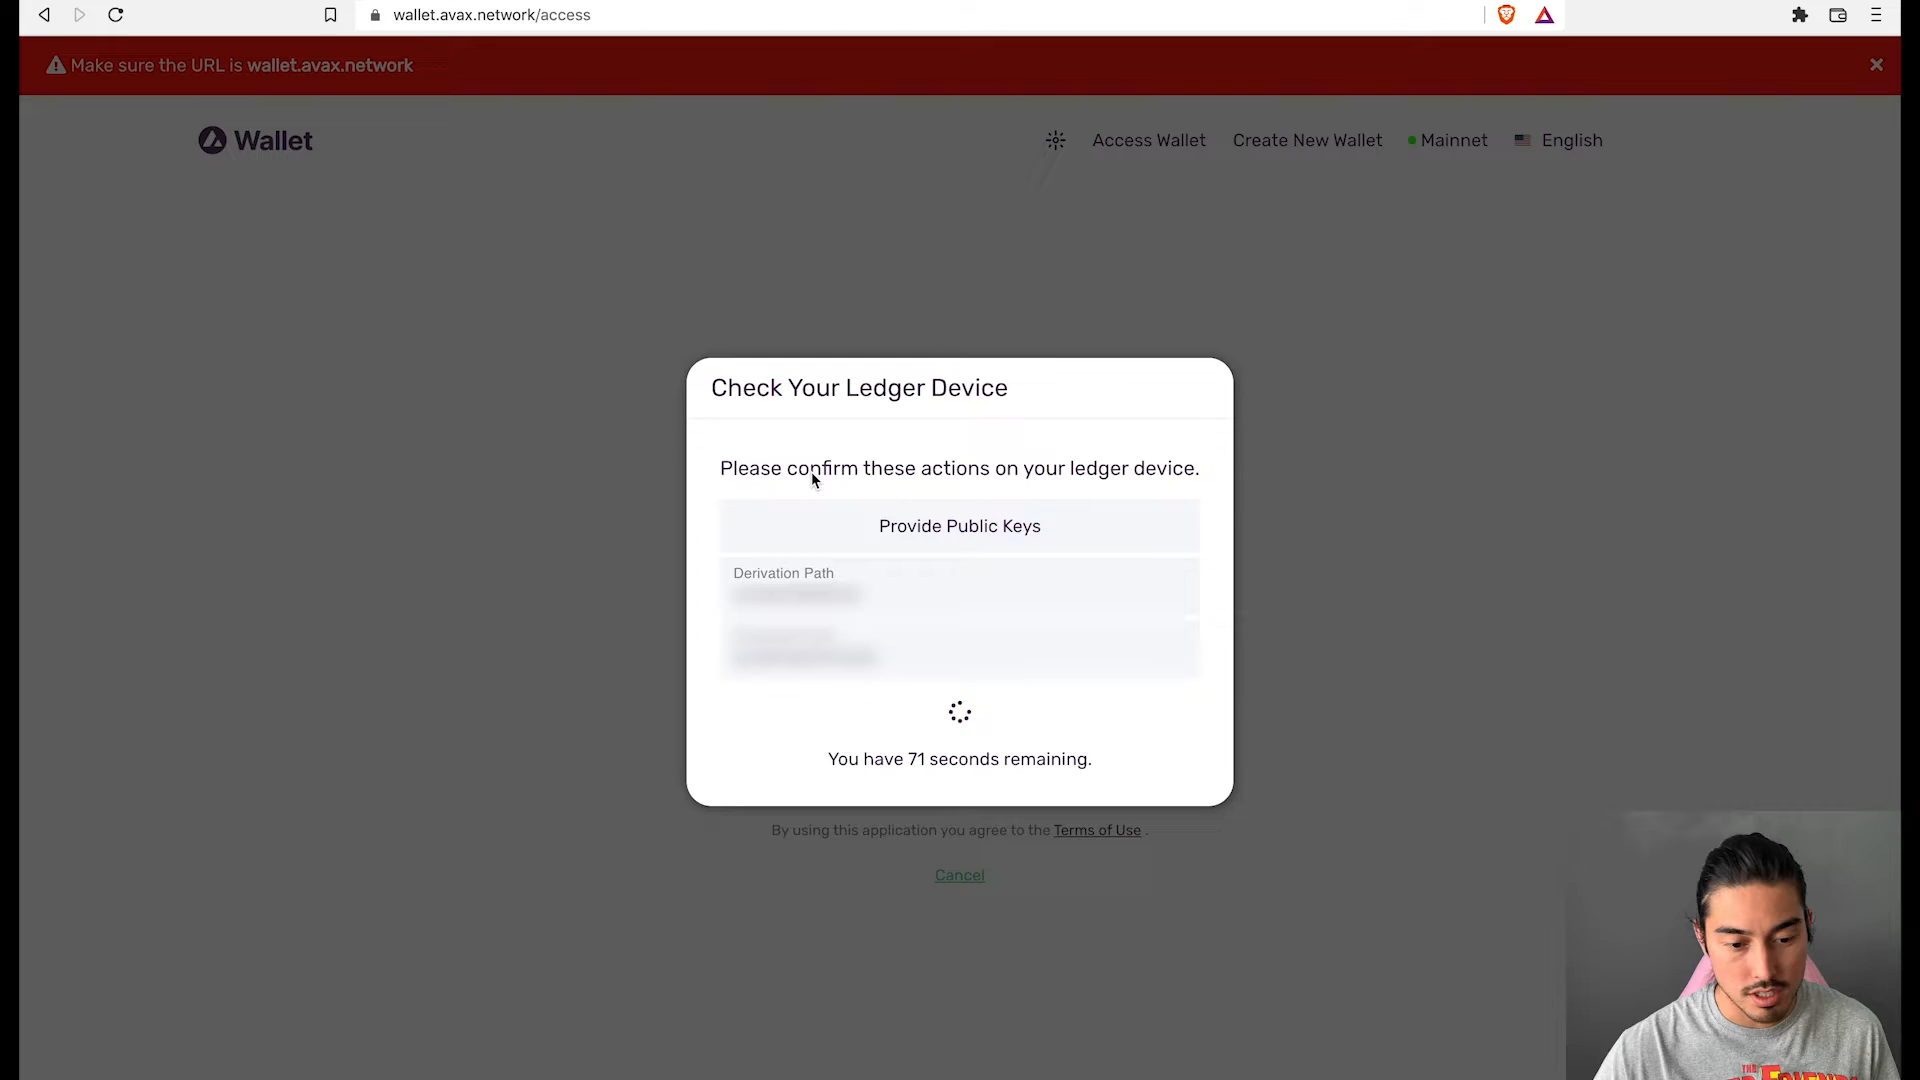 wallet.avax.network/access
Make sure the URL is wallet.avax.network
Wallet
Access Wallet
Create New Wallet
Mainnet
English
Check Your Ledger Device
Please confirm these actions on your ledger device.
Provide Public Keys
Derivation Path
You have 71 seconds remaining.
By using this application you agree to the Terms of Use .
Cancel
THE